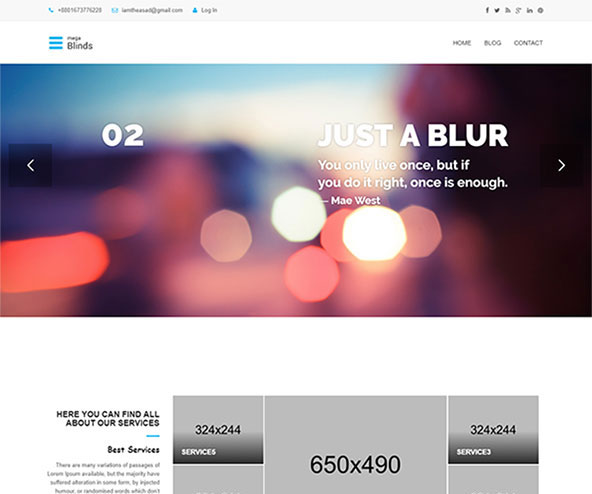 +8801673776228 iamtheasad@gmail.com Log In
mega
Blinds
HOME BLOG CONTACT
02
JUST A BLUR
You only live once, but if
you do it right, once is enough.
— Mae West
HERE YOU CAN FIND ALL
ABOUT OUR SERVICES
Best Services
There are many variations of passages of
Lorem Ipsum available, but the majority have
suffered alteration in some form, by injected
humour, or randomised words which don't
324x244
SERVICE5
650x490
324x244
SERVICE3